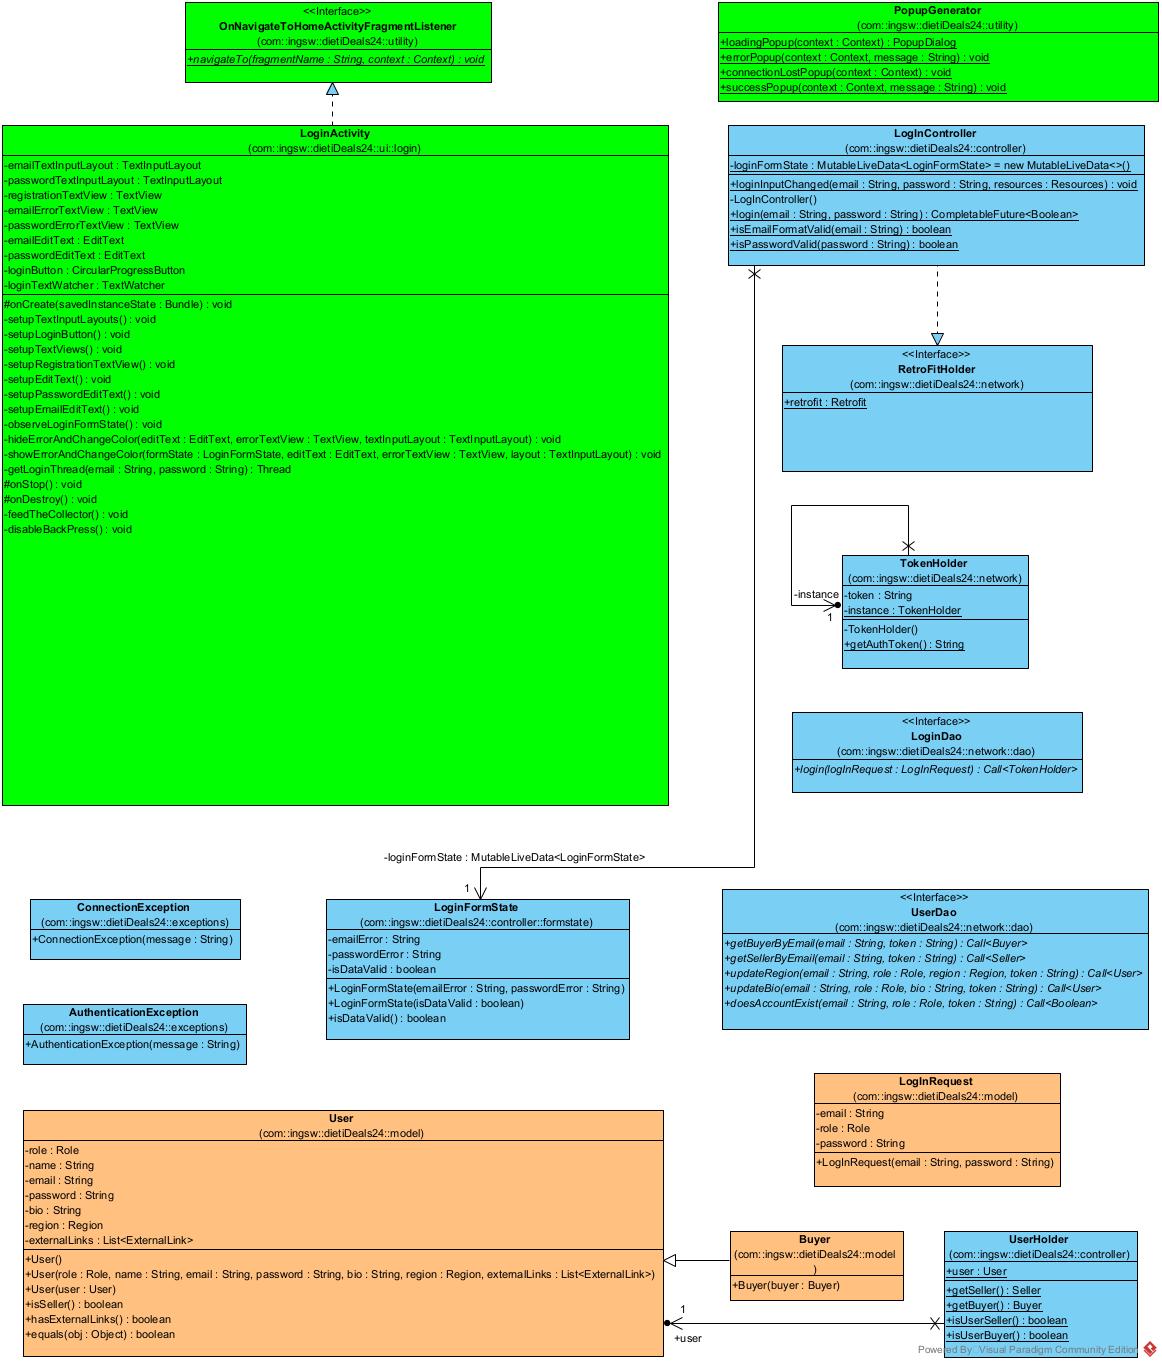 <<Interface>>
OnNavigateToHomeActivityFragmentListener
(com::ingsw::dietiDeals24::utility)
+navigateTo(fragmentName : String, context : Context) : void
PopupGenerator
(com::ingsw::dietiDeals24::utility)
+loadingPopup(context : Context) : PopupDialog
+errorPopup(context : Context, message : String) : void
+connectionLostPopup(context : Context) : void
+successPopup(context : Context, message : String) : void
LoginActivity
(com::ingsw::dietiDeals24::ui::login)
-emailTextInputLayout : TextInputLayout
-passwordTextInputLayout : TextInputLayout
-registrationTextView : TextView
-emailErrorTextView : TextView
-passwordErrorTextView : TextView
-emailEditText : EditText
-passwordEditText : EditText
-loginButton : CircularProgressButton
-loginTextWatcher : TextWatcher
#onCreate(savedInstanceState : Bundle) : void
-setupTextInputLayouts() : void
-setupLoginButton() : void
-setupTextViews() : void
-setupRegistrationTextView() : void
-setupEditText() : void
-setupPasswordEditText() : void
-setupEmailEditText() : void
-observeLoginFormState() : void
-hideErrorAndChangeColor(editText : EditText, errorTextView : TextView, textInputLayout : TextInputLayout) : void
-showErrorAndChangeColor(formState : LoginFormState, editText : EditText, errorTextView : TextView, layout : TextInputLayout) : void
-getLoginThread(email : String, password : String) : Thread
#onStop() : void
#onDestroy() : void
-feedTheCollector() : void
-disableBackPress() : void
LogInController
(com::ingsw::dietiDeals24::controller)
-loginFormState : MutableLiveData<LoginFormState> = new MutableLiveData<>()
+loginInputChanged(email : String, password : String, resources : Resources) : void
-LogInController()
+login(email : String, password : String) : CompletableFuture<Boolean>
+isEmailFormatValid(email : String) : boolean
+isPasswordValid(password : String) : boolean
<<Interface>>
RetroFitHolder
(com::ingsw::dietiDeals24::network)
+retrofit : Retrofit
-instance
1
TokenHolder
(com::ingsw::dietiDeals24::network)
-token : String
-instance : TokenHolder
-TokenHolder()
+getAuthToken() : String
<<Interface>>
LoginDao
(com::ingsw::dietiDeals24::network::dao)
+login(logInRequest : LogInRequest) : Call<TokenHolder>
-loginFormState : MutableLiveData<LoginFormState>
1
ConnectionException
(com::ingsw::dietiDeals24::exceptions)
+ConnectionException(message : String)
LoginFormState
(com::ingsw::dietiDeals24::controller::formstate)
-emailError : String
-passwordError : String
-isDataValid : boolean
+LoginFormState(emailError : String, passwordError : String)
+LoginFormState(isDataValid : boolean)
+isDataValid() : boolean
<<Interface>>
UserDao
(com::ingsw::dietiDeals24::network::dao)
+getBuyerByEmail(email : String, token : String) : Call<Buyer>
+getSellerByEmail(email : String, token : String) : Call<Seller>
+updateRegion(email : String, role : Role, region : Region, token : String) : Call<User>
+updateBio(email : String, role : Role, bio : String, token : String) : Call<User>
+doesAccountExist(email : String, role : Role, token : String) : Call<Boolean>
AuthenticationException
(com::ingsw::dietiDeals24::exceptions)
+AuthenticationException(message : String)
LogInRequest
(com::ingsw::dietiDeals24::model)
-email : String
-role : Role
-password : String
+LogInRequest(email : String, password : String)
User
(com::ingsw::dietiDeals24::model)
-role : Role
-name : String
-email : String
-password : String
-bio : String
-region : Region
-externalLinks : List<ExternalLink>
+User()
+User(role : Role, name : String, email : String, password : String, bio : String, region : Region, externalLinks : List<ExternalLink>)
+User(user : User)
+isSeller() : boolean
+hasExternalLinks() : boolean
+equals(obj : Object) : boolean
Buyer
(com::ingsw::dietiDeals24::model
)
+Buyer(buyer : Buyer)
1
+user
UserHolder
(com::ingsw::dietiDeals24::controller)
+user : User
+getSeller() : Seller
+getBuyer() : Buyer
+isUserSeller() : boolean
+isUserBuyer() : boolean
Powered By Visual Paradigm Community Edition